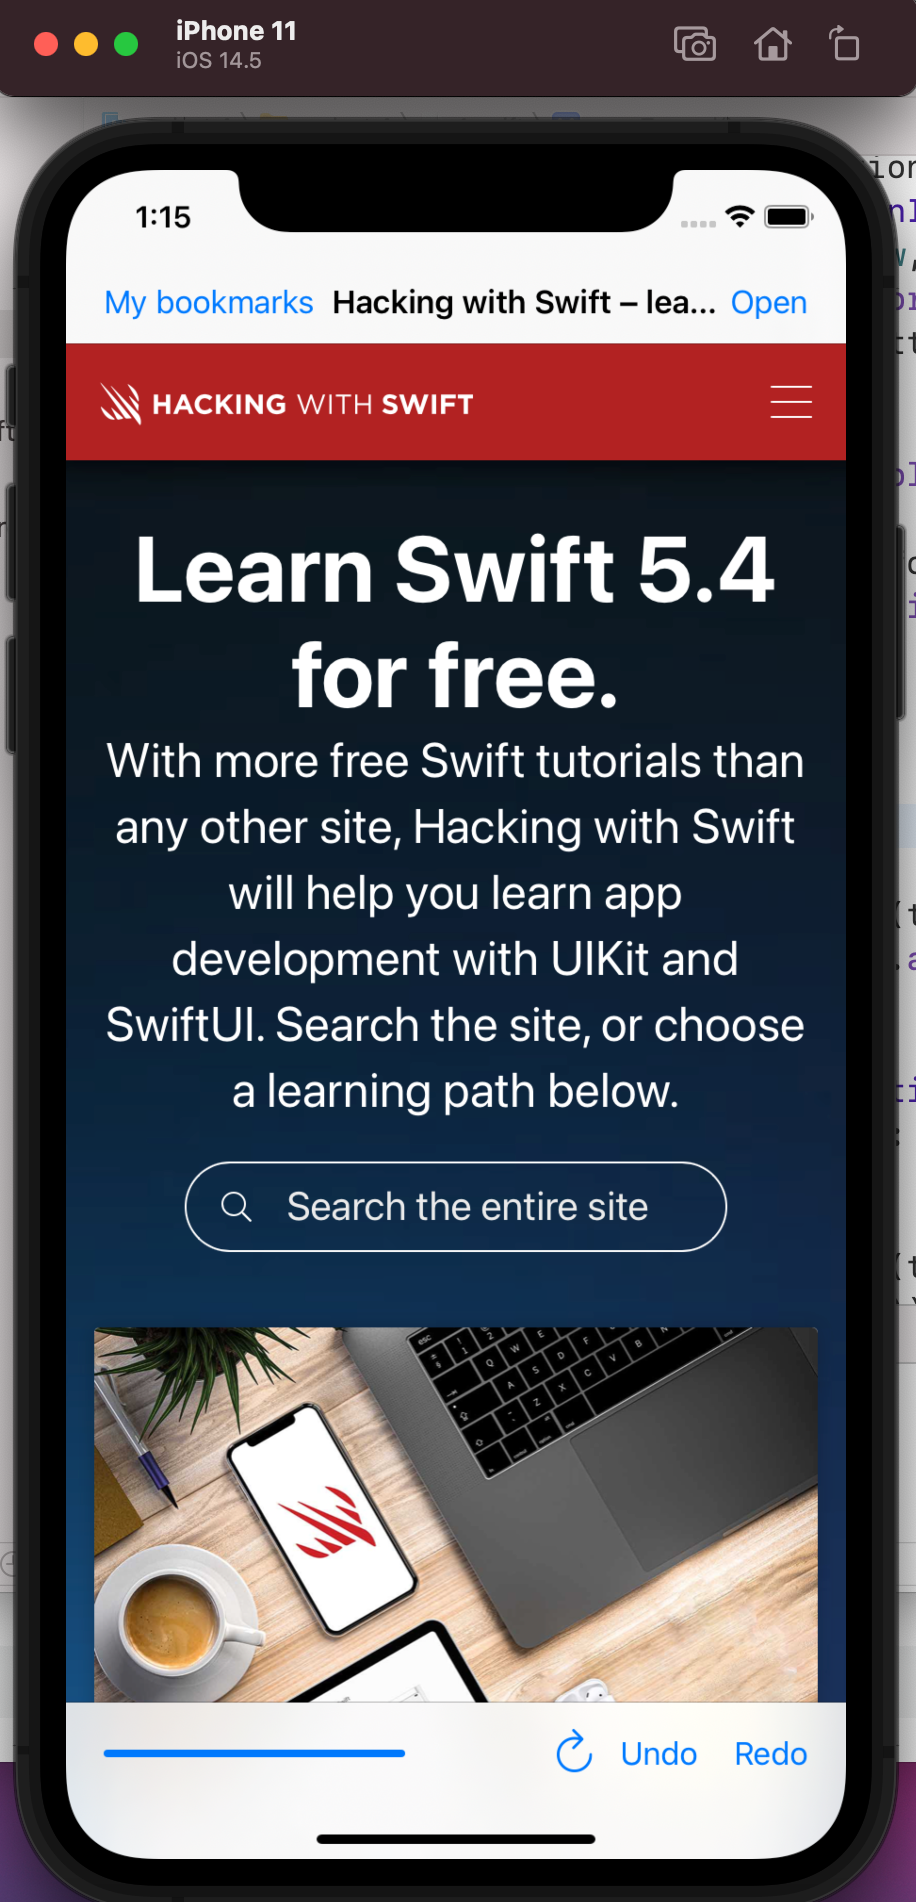 iPhone 11
iOS 14.5
1:15
My bookmarks Hacking with Swift – lea... Open
HACKING WITH SWIFT
Learn Swift 5.4
for free.
With more free Swift tutorials than
any other site, Hacking with Swift
will help you learn app
development with UIKit and
SwiftUI. Search the site, or choose
a learning path below.
Search the entire site
Undo Redo